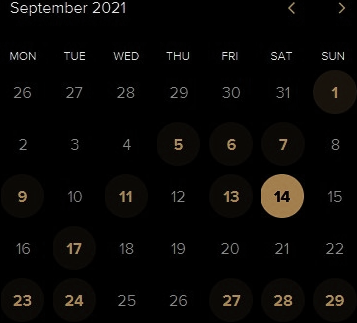 September 2021
MON TUE WED THU FRI SAT SUN
26 27 28 29 30 31 1
2 3 4 5 6 7 8
9 10 11 12 13 14 15
16 17 18 19 20 21 22
23 24 25 26 27 28 29